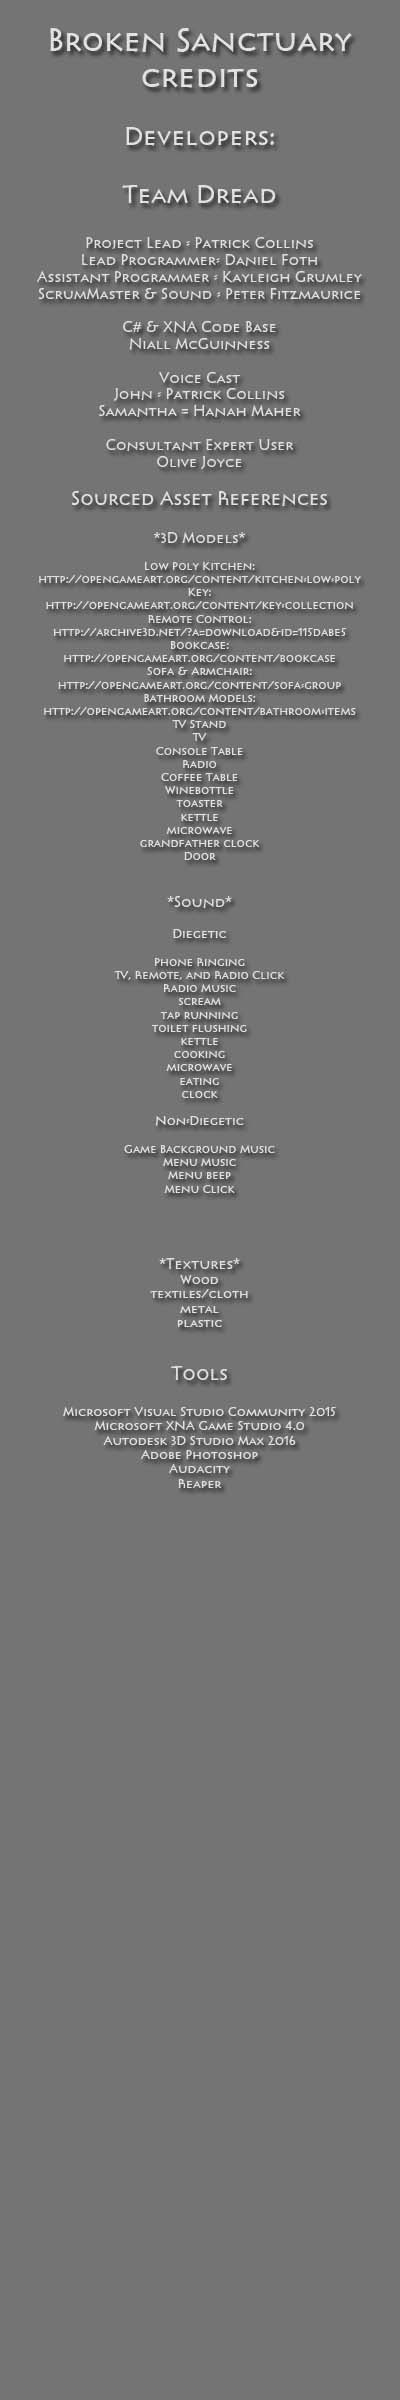 Broken Sanctuary
credits
Developers:
Team Dread
Project Lead - Patrick Collins
Lead Programmer- Daniel Foth
Assistant Programmer - Kayleigh Grumley
ScrumMaster & Sound - Peter Fitzmaurice
C# & XNA Code Base
Niall McGuinness
Voice Cast
John - Patrick Collins
Samantha = Hanah Maher
Consultant Expert User
Olive Joyce
Sourced Asset References
*3D Models*
Low Poly Kitchen:
http://opengameart.org/content/kitchen-low-poly
Key:
http://opengameart.org/content/key-collection
Remote Control:
http://archive3d.net/?a=download&id=115dabe5
Bookcase:
http://opengameart.org/content/bookcase
Sofa & Armchair:
http://opengameart.org/content/sofa-group
Bathroom Models:
http://opengameart.org/content/bathroom-items
TV Stand
TV
Console Table
Radio
Coffee Table
Winebottle
toaster
kettle
microwave
grandfather clock
Door
*Sound*
Diegetic
Phone Ringing
TV, Remote, and Radio Click
Radio Music
scream
tap running
toilet flushing
kettle
cooking
microwave
eating
clock
Non-Diegetic
Game Background Music
Menu Music
Menu beep
Menu Click
*Textures*
Wood
textiles/cloth
metal
plastic
Tools
Microsoft Visual Studio Community 2015
Microsoft XNA Game Studio 4.0
Autodesk 3D Studio Max 2016
Adobe Photoshop
Audacity
Reaper